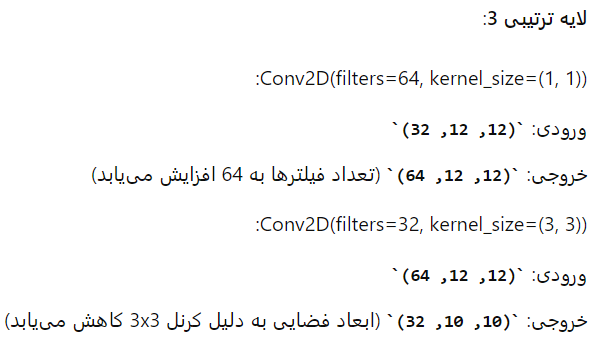 لایه ترتیبی 3:
Conv2D(filters=64, kernel_size=(1, 1)):
ورودی: `(12, 12, 32)`
خروجی: `(12, 12, 64)` (تعداد فیلترها به 64 افزایش می‌یابد)
Conv2D(filters=32, kernel_size=(3, 3)):
ورودی: `(12, 12, 64)`
خروجی: `(10, 10, 32)` (ابعاد فضایی به دلیل کرنل 3x3 کاهش می‌یابد)